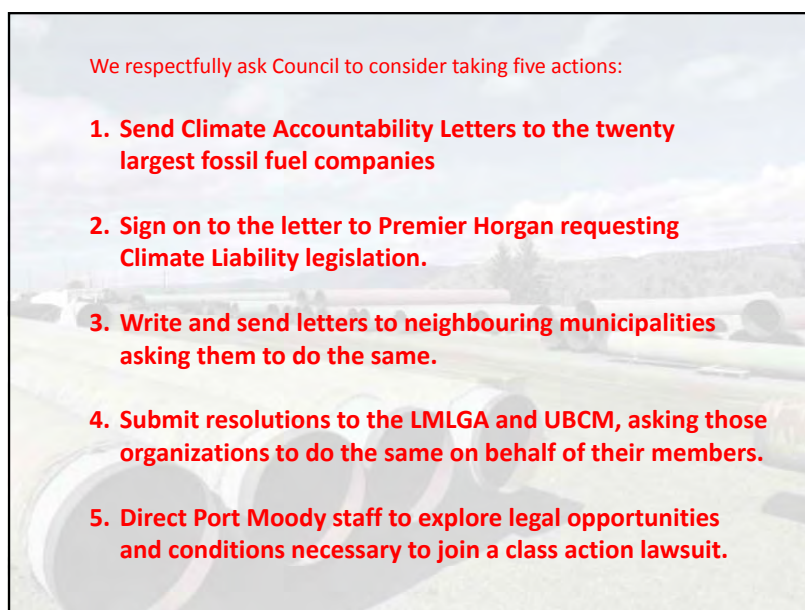 We respectfully ask Council to consider taking five actions:
1. Send Climate Accountability Letters to the twenty
largest fossil fuel companies
2. Sign on to the letter to Premier Horgan requesting
Climate Liability legislation.
3. Write and send letters to neighbouring municipalities
asking them to do the same.
4. Submit resolutions to the LMLGA and UBCM, asking those
organizations to do the same on behalf of their members.
5. Direct Port Moody staff to explore legal opportunities
and conditions necessary to join a class action lawsuit.